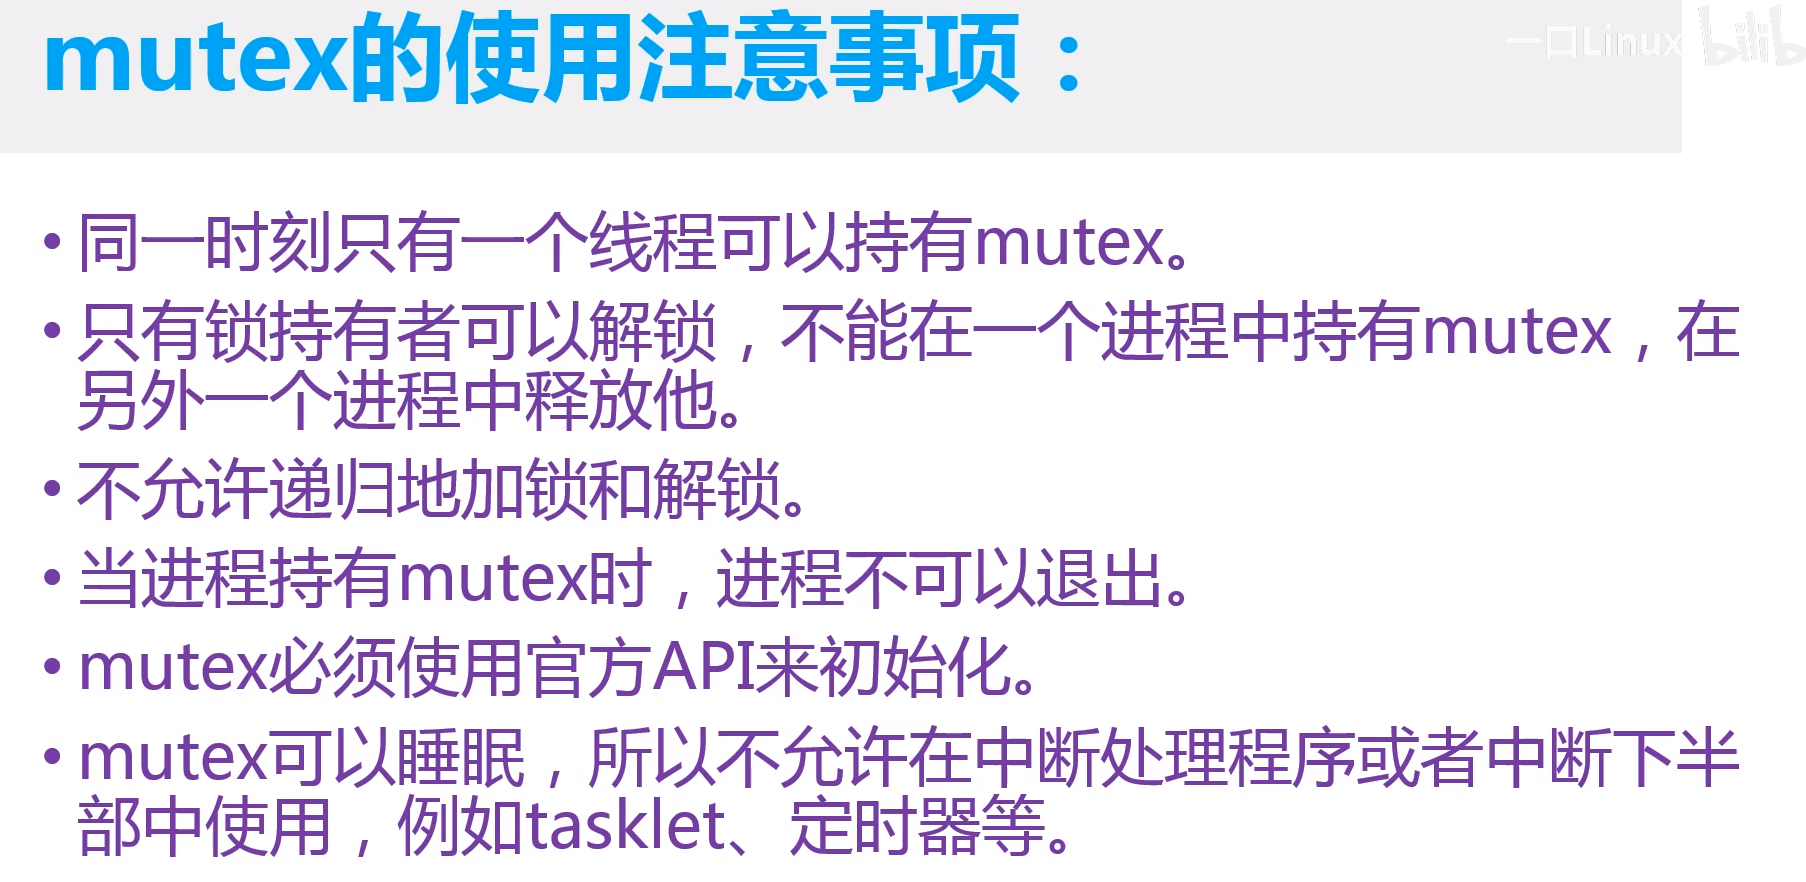 mutex的使用注意事项：
一口Linux bilibili
• 同一时刻只有一个线程可以持有mutex。
• 只有锁持有者可以解锁，不能在一个进程中持有mutex，在
另外一个进程中释放他。
• 不允许递归地加锁和解锁。
• 当进程持有mutex时，进程不可以退出。
• mutex必须使用官方API来初始化。
• mutex可以睡眠，所以不允许在中断处理程序或者中断下半
部中使用，例如tasklet、定时器等。